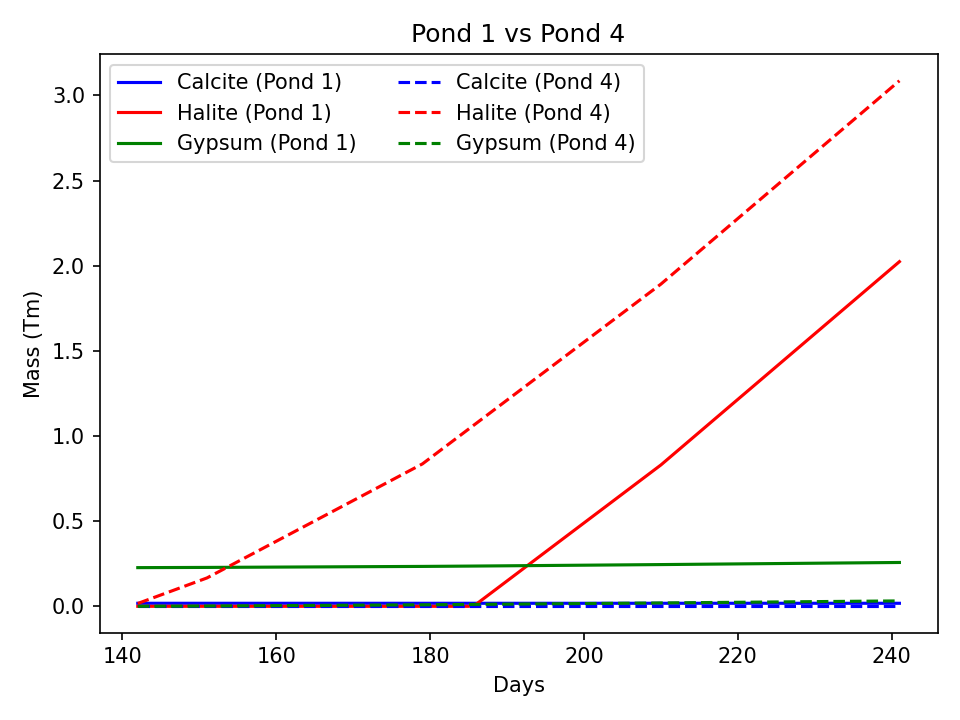 Pond 1 vs Pond 4
Calcite (Pond 1)
Halite (Pond 1)
Gypsum (Pond 1)
Calcite (Pond 4)
Halite (Pond 4)
Gypsum (Pond 4)
Mass (Tm)
3.0
2.5
2.0
1.5
1.0
0.5
0.0
140 160 180 200 220 240
Days